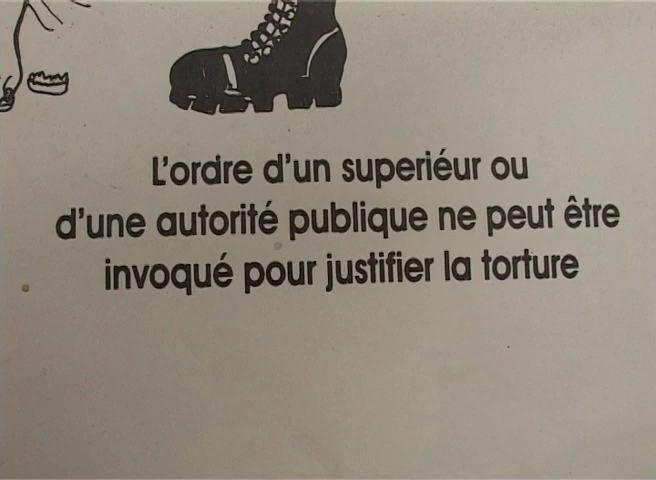 L'ordre d'un superiéur ou
d'une autorité publique ne peut être
invoqué pour justifier la torture